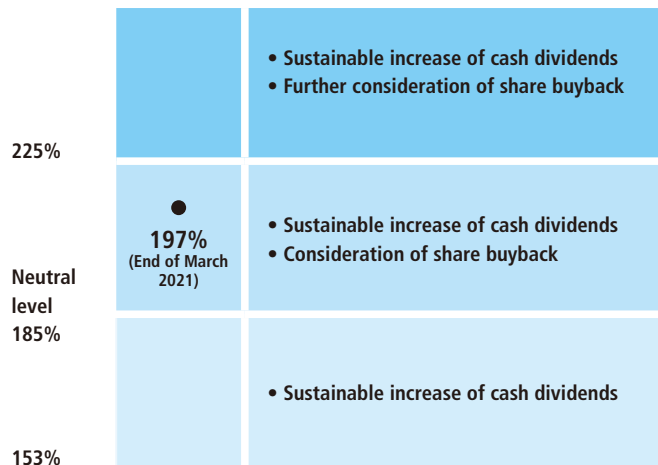 • Sustainable increase of cash dividends
• Further consideration of share buyback
225%
197%
(End of March
2021)
• Sustainable increase of cash dividends
• Consideration of share buyback
Neutral
level
185%
• Sustainable increase of cash dividends
153%